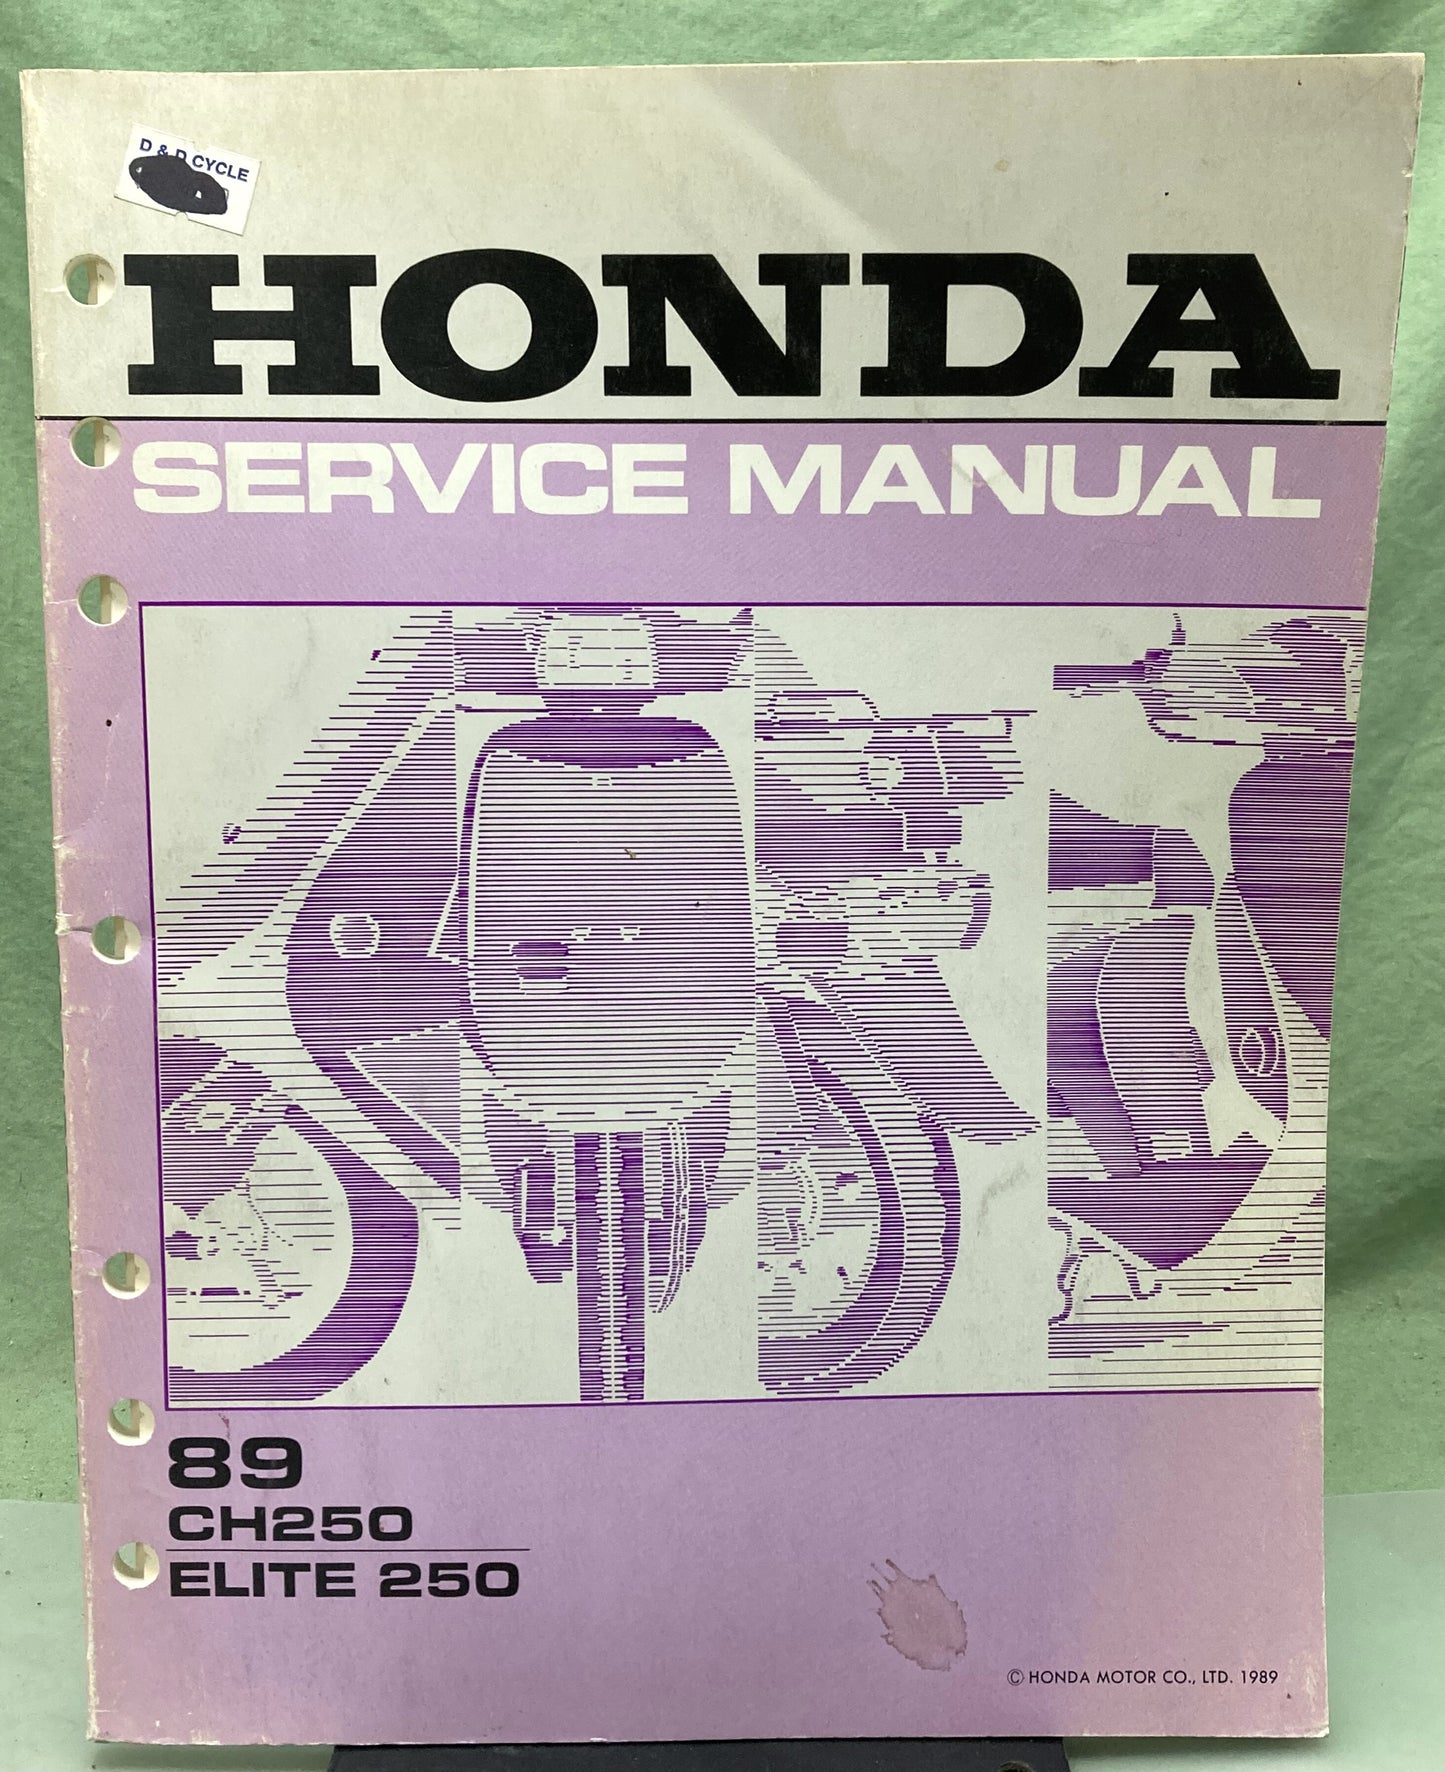 D & D CYCLE
HONDA
SERVICE MANUAL
89
CH250
ELITE 250
© HONDA MOTOR CO., LTD. 1989